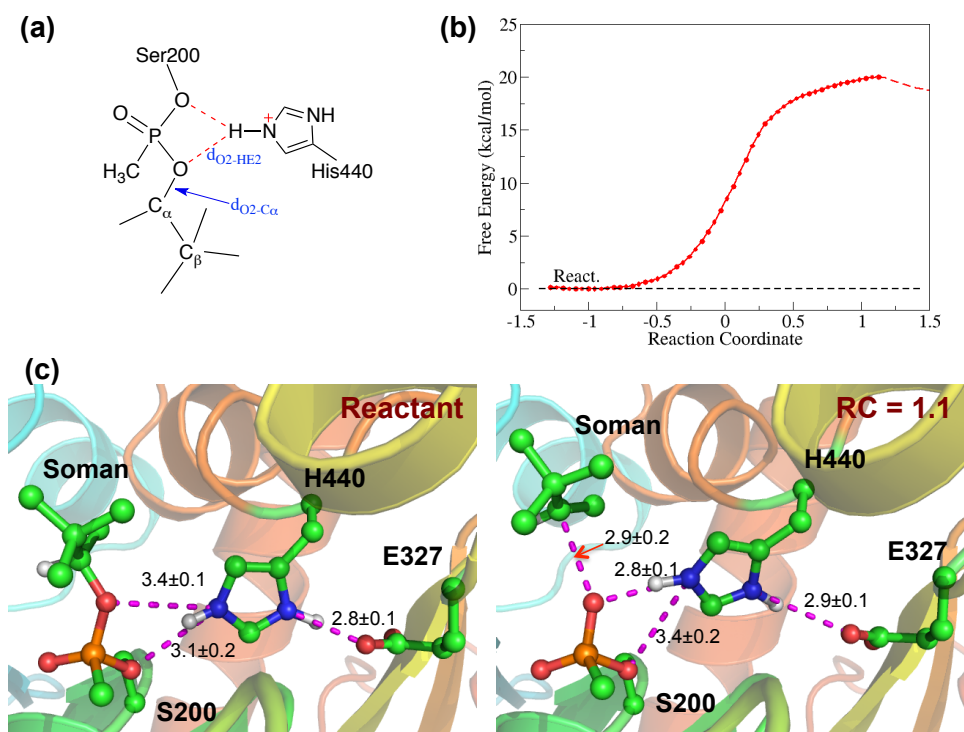 (a)
Ser200
O
O
P
H
N
+
NH
H3C
O
dO2-HE2
His440
Cα
dO2-Cα
Cβ
(b)
Free Energy (kcal/mol)
25
20
15
10
5
0
React.
-1.5
-1
-0.5
0
0.5
1
1.5
Reaction Coordinate
(c)
Reactant
Soman
H440
E327
3.4±0.1
2.8±0.1
3.1±0.2
S200
RC = 1.1
Soman
H440
2.9±0.2
E327
2.8±0.1
2.9±0.1
3.4±0.2
S200